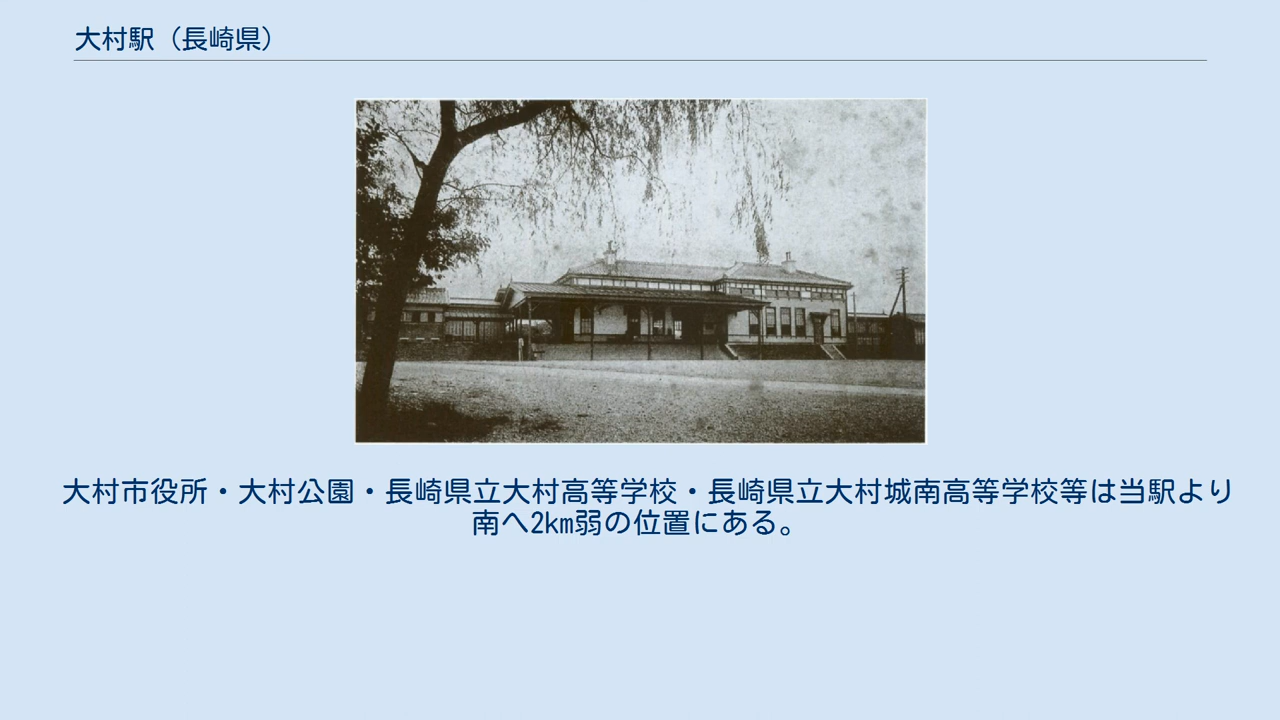 大村駅（長崎県）
大村市役所・大村公園・長崎県立大村高等学校・長崎県立大村城南高等学校等は当駅より
南へ2km弱の位置にある。